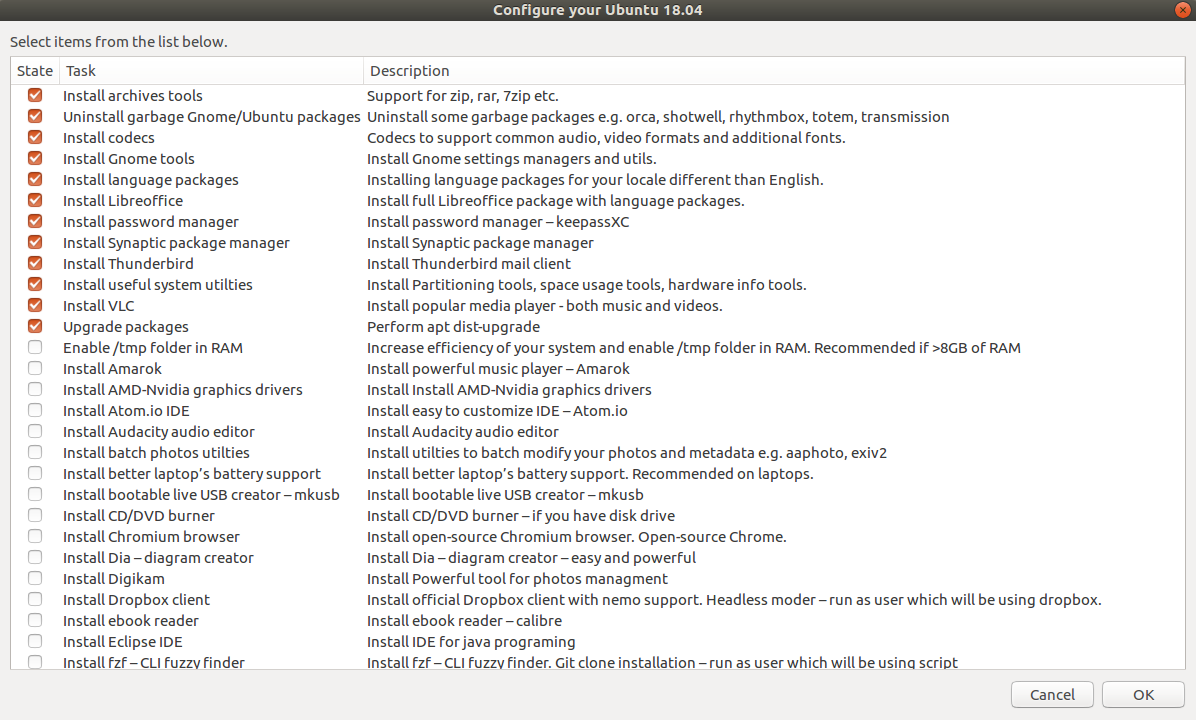 Configure your Ubuntu 18.04
Select items from the list below.
State Task Description
Install archives tools Support for zip, rar, 7zip etc.
Uninstall garbage Gnome/Ubuntu packages Uninstall some garbage packages e.g. orca, shotwell, rhythmbox, totem, transmission
Install codecs Codecs to support common audio, video formats and additional fonts.
Install Gnome tools Install Gnome settings managers and utils.
Install language packages Installing language packages for your locale different than English.
Install Libreoffice Install full Libreoffice package with language packages.
Install password manager Install password manager – keepassXC
Install Synaptic package manager Install Synaptic package manager
Install Thunderbird Install Thunderbird mail client
Install useful system utilties Install Partitioning tools, space usage tools, hardware info tools.
Install VLC Install popular media player - both music and videos.
Upgrade packages Perform apt dist-upgrade
Enable /tmp folder in RAM Increase efficiency of your system and enable /tmp folder in RAM. Recommended if >8GB of RAM
Install Amarok Install powerful music player – Amarok
Install AMD-Nvidia graphics drivers Install Install AMD-Nvidia graphics drivers
Install Atom.io IDE Install easy to customize IDE – Atom.io
Install Audacity audio editor Install Audacity audio editor
Install batch photos utilties Install utilties to batch modify your photos and metadata e.g. aaphoto, exiv2
Install better laptop’s battery support Install better laptop’s battery support. Recommended on laptops.
Install bootable live USB creator – mkusb Install bootable live USB creator – mkusb
Install CD/DVD burner Install CD/DVD burner – if you have disk drive
Install Chromium browser Install open-source Chromium browser. Open-source Chrome.
Install Dia – diagram creator Install Dia – diagram creator – easy and powerful
Install Digikam Install Powerful tool for photos managment
Install Dropbox client Install official Dropbox client with nemo support. Headless moder – run as user which will be using dropbox.
Install ebook reader Install ebook reader – calibre
Install Eclipse IDE Install IDE for java programing
Install fzf – CLI fuzzy finder Install fzf – CLI fuzzy finder. Git clone installation – run as user which will be using script
Cancel OK